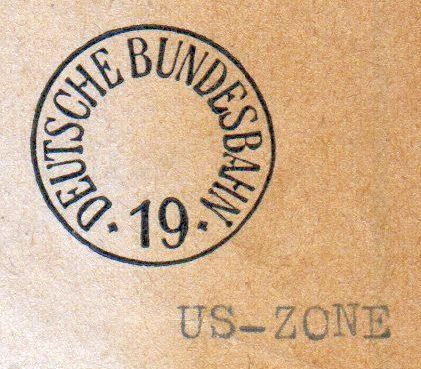 · DEUTSCHE BUNDESBAHN ·
19
US-ZONE